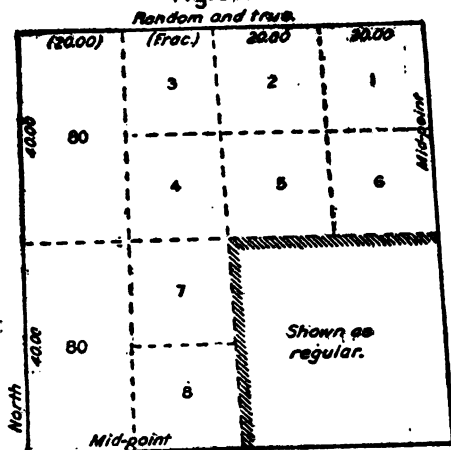 Random and true.
(20.00) (Frac.) 20.00 20.00
3 2 1
40.00 80 Mid-point
4 5 6
7
40.00 80 Shown as
regular.
8
North
Mid-point